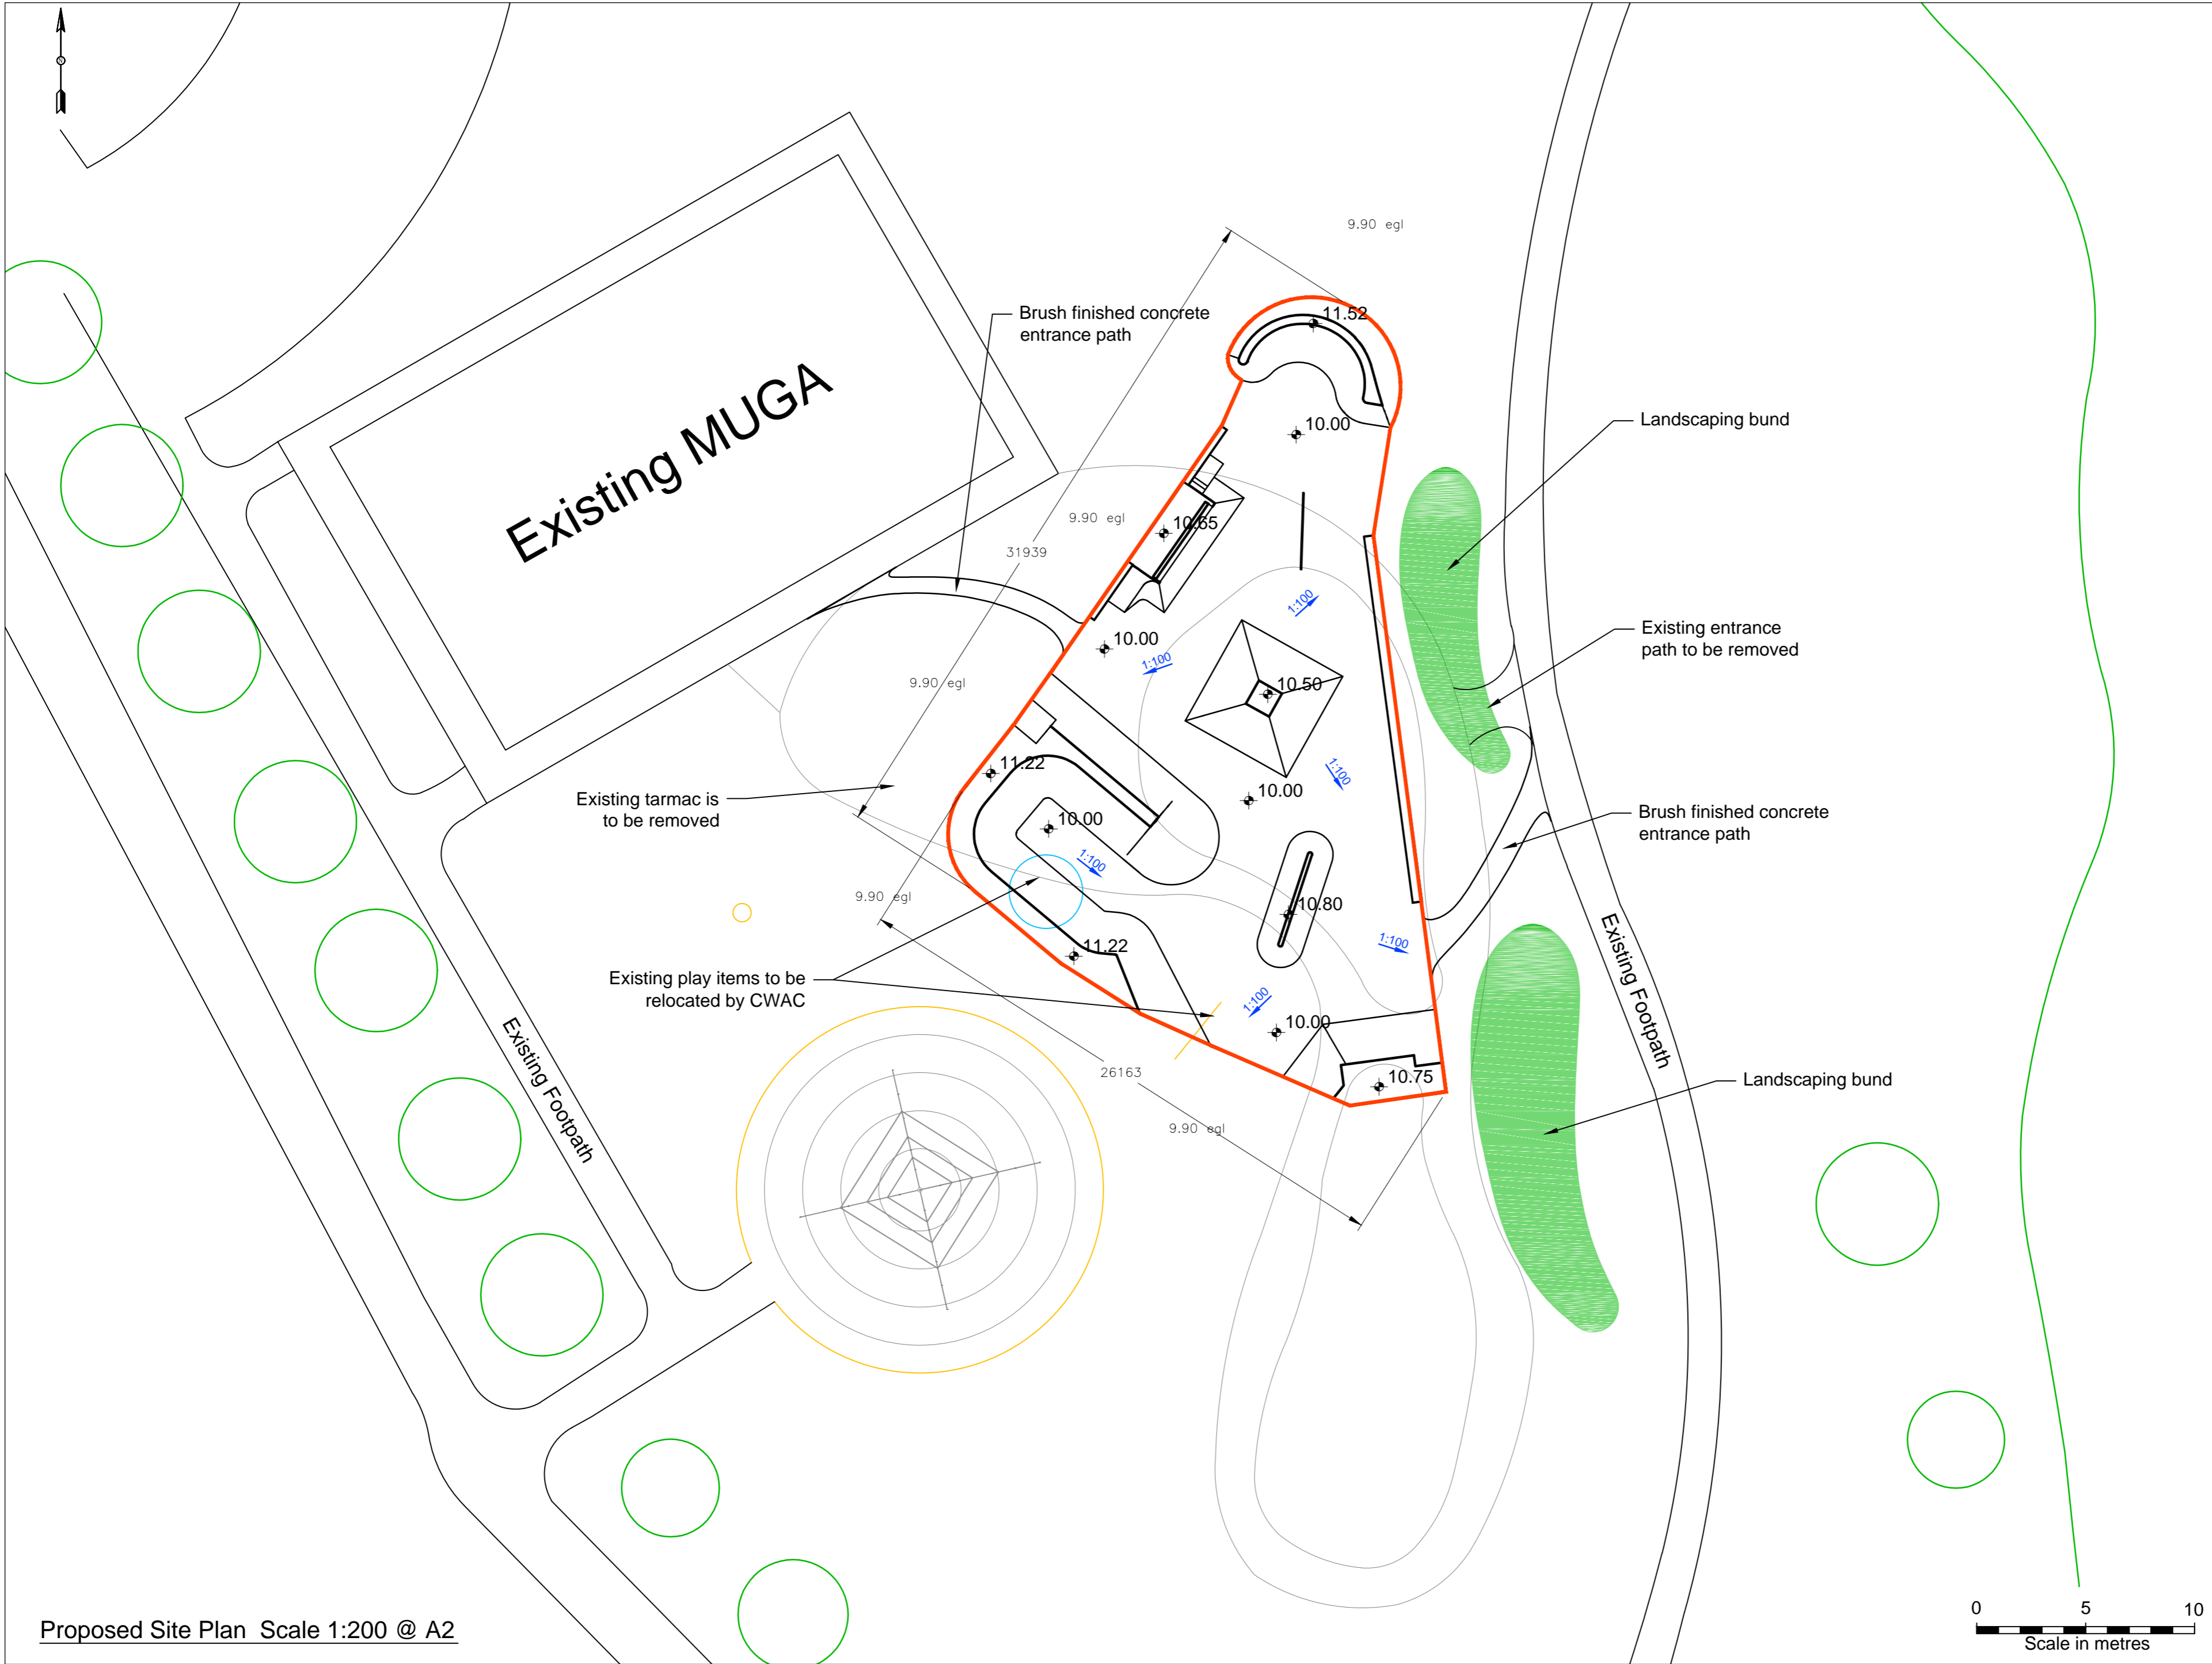 9.90 egl
Brush finished concrete
entrance path
11.52
10.00
Landscaping bund
Existing MUGA
9.90 egl
10.65
31939
1:100
Existing entrance
path to be removed
10.00
1:100
9.90 egl
10.50
11.22
1:100
Existing tarmac is
to be removed
10.00
10.00
Brush finished concrete
entrance path
1:100
9.90 egl
10.80
1:100
Existing Footpath
11.22
Existing play items to be
relocated by CWAC
1:100
10.00
Existing Footpath
26163
10.75
Landscaping bund
9.90 egl
Proposed Site Plan Scale 1:200 @ A2
0 5 10
Scale in metres